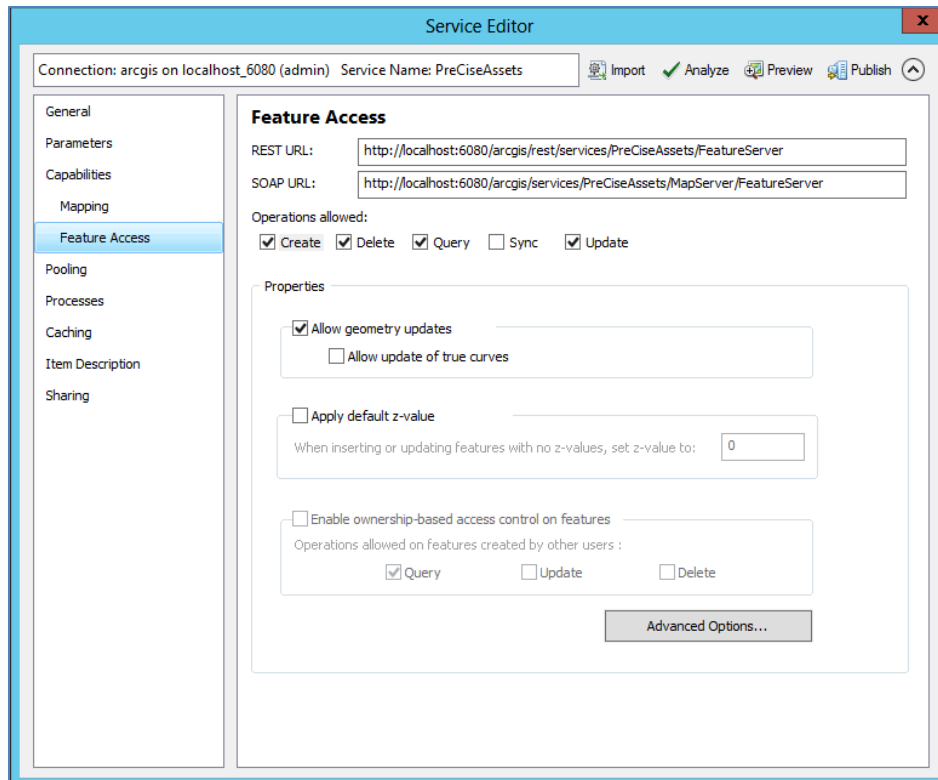 Service Editor
x
Connection: arcgis on localhost_6080 (admin) Service Name: PreCiseAssets
Import
Analyze
Preview
Publish
General
Parameters
Capabilities
Mapping
Feature Access
Pooling
Processes
Caching
Item Description
Sharing
Feature Access
REST URL: http://localhost:6080/arcgis/rest/services/PreCiseAssets/FeatureServer
SOAP URL: http://localhost:6080/arcgis/services/PreCiseAssets/MapServer/FeatureServer
Operations allowed:
Create Delete Query Sync Update
Properties
Allow geometry updates
Allow update of true curves
Apply default z-value
When inserting or updating features with no z-values, set z-value to: 0
Enable ownership-based access control on features
Operations allowed on features created by other users :
Query Update Delete
Advanced Options...